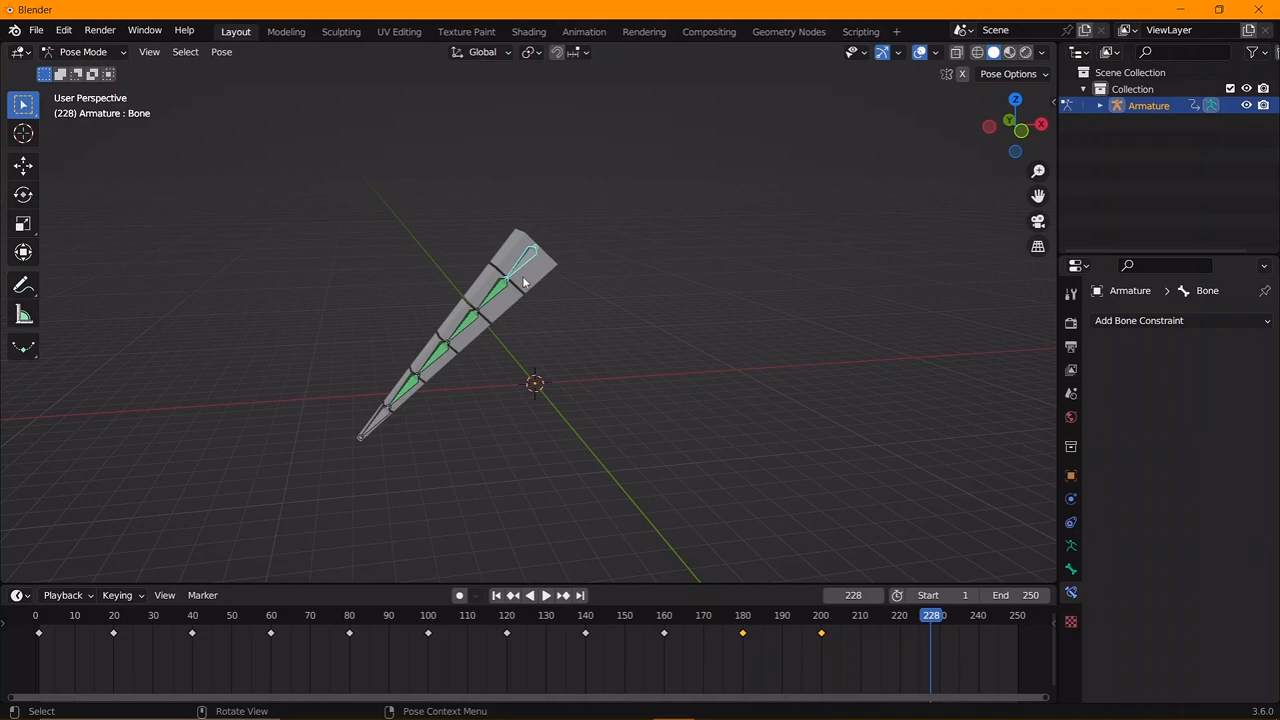 Blender
File Edit Render Window Help Layout Modeling Sculpting UV Editing Texture Paint Shading Animation Rendering Compositing Geometry Nodes Scripting + Scene ViewLayer
Pose Mode View Select Pose Global
X Pose Options
User Perspective
(228) Armature : Bone
Scene Collection
Collection
Armature
Z
Y
X
Armature > Bone
Add Bone Constraint
Playback Keying View Marker 228 Start 1 End 250
0 10 20 30 40 50 60 70 80 90 100 110 120 130 140 150 160 170 180 190 200 210 220 228 240 250
Select Rotate View Pose Context Menu 3.6.0